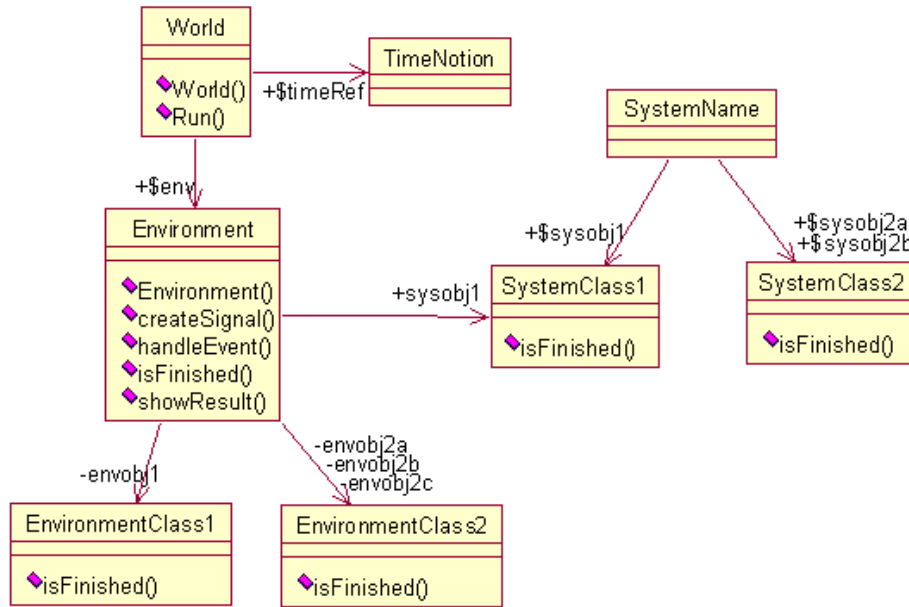 World
World()
Run()
TimeNotion
+$timeRef
SystemName
+$env
Environment
Environment()
createSignal()
handleEvent()
isFinished()
showResult()
+sysobj1
+$sysobj1
SystemClass1
isFinished()
+$sysobj2a
+$sysobj2b
SystemClass2
isFinished()
-envobj1
EnvironmentClass1
isFinished()
-envobj2a
-envobj2b
-envobj2c
EnvironmentClass2
isFinished()